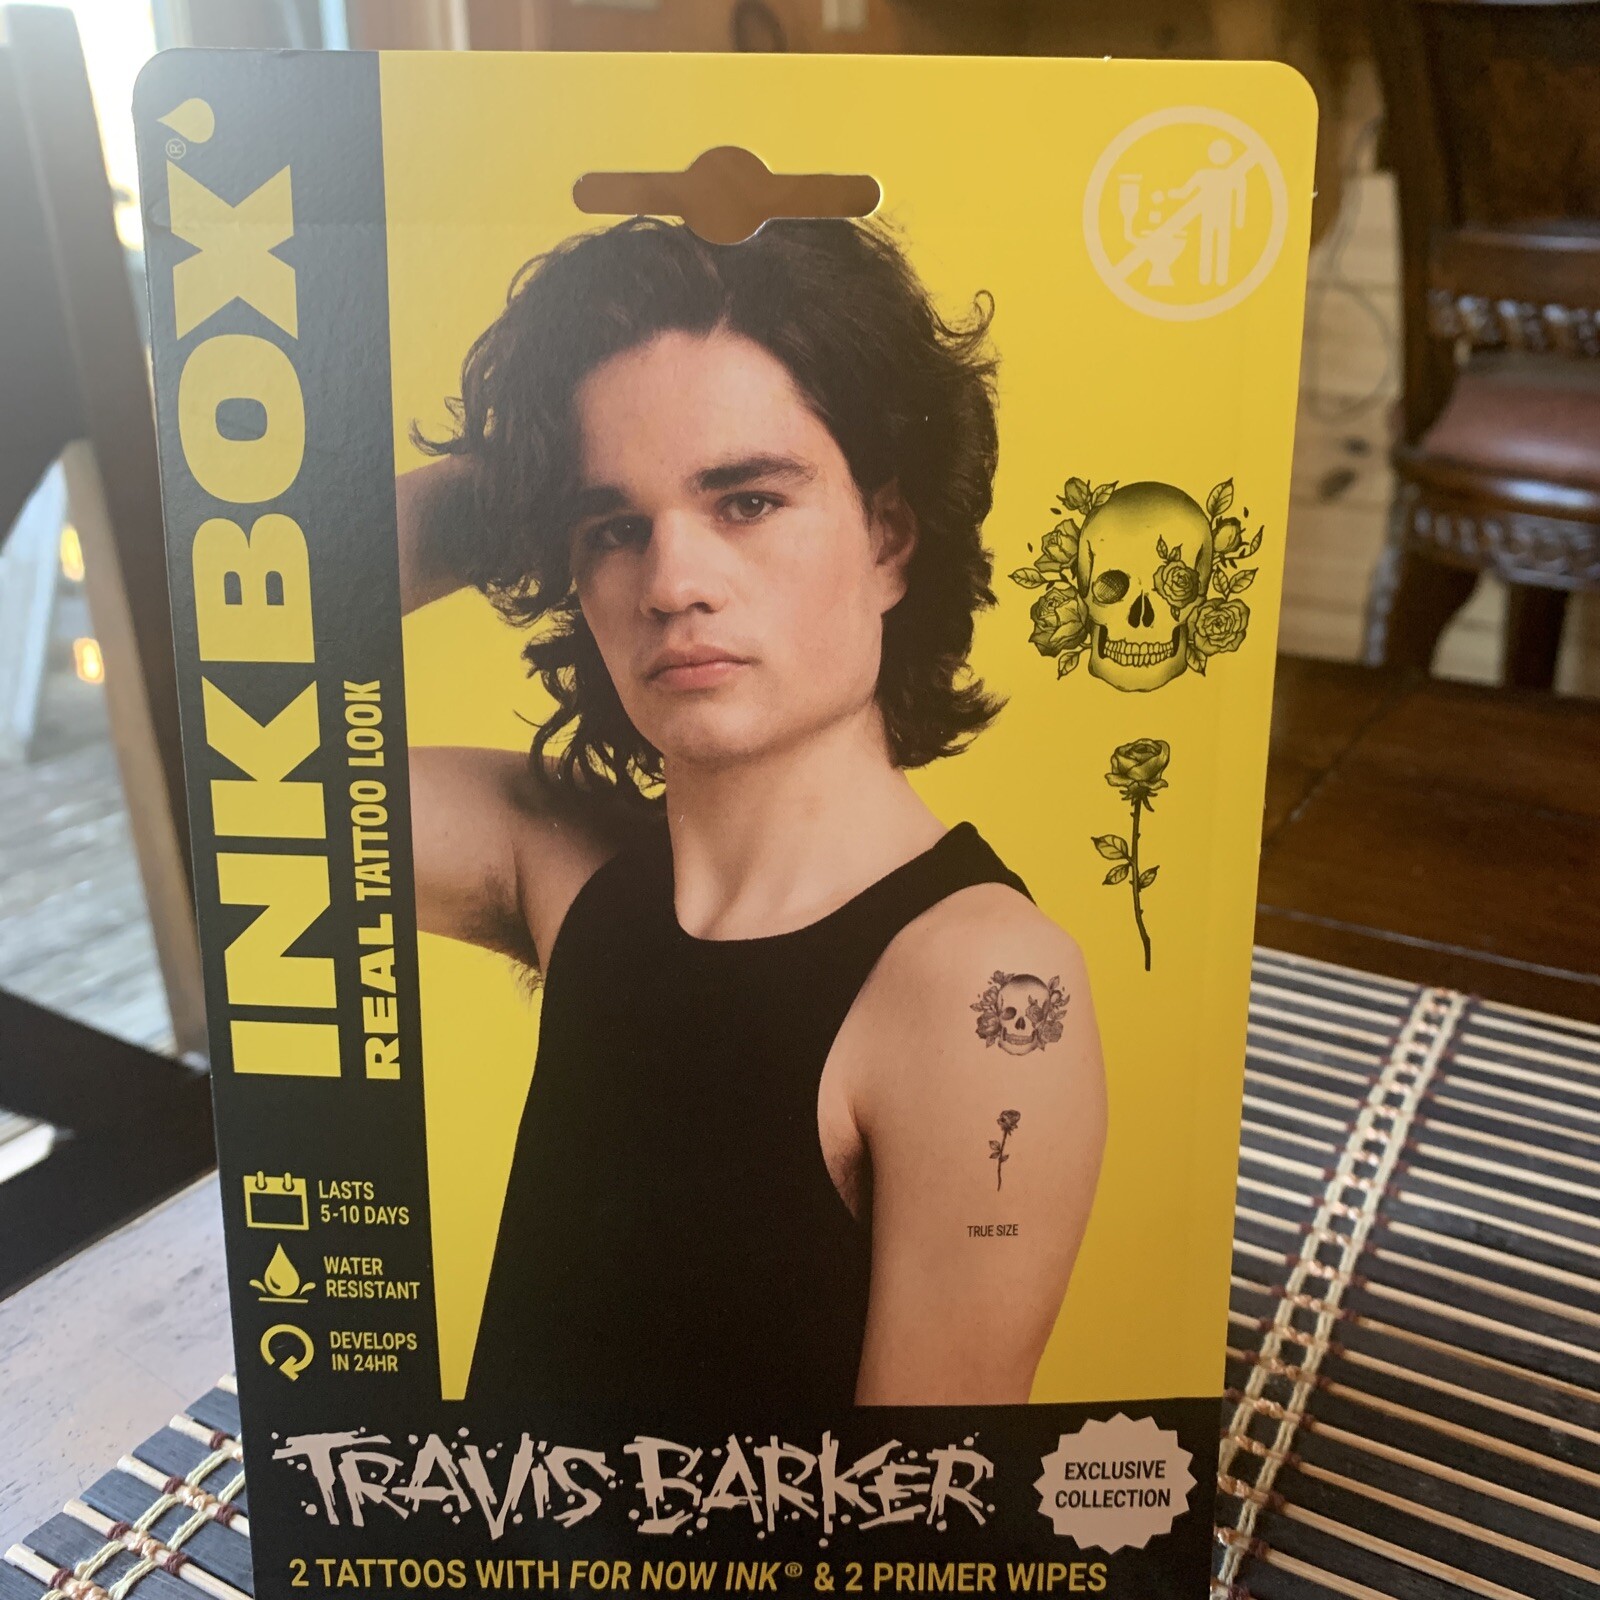 INKBOX®
REAL TATTOO LOOK
LASTS
5-10 DAYS
WATER
RESISTANT
DEVELOPS
IN 24HR
TRUE SIZE
TRAVIS BARKER
EXCLUSIVE
COLLECTION
2 TATTOOS WITH FOR NOW INK® & 2 PRIMER WIPES